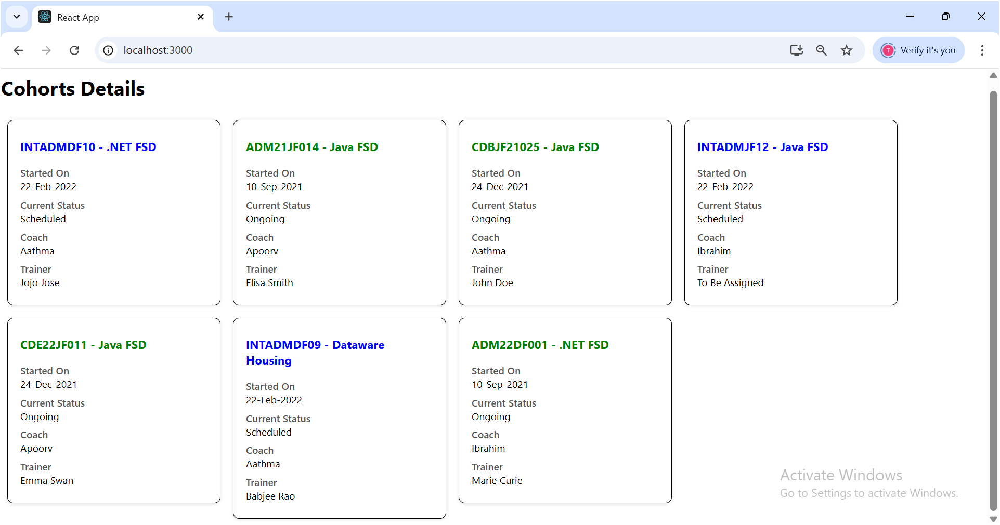 React App
localhost:3000
T
Verify it's you
Cohorts Details
INTADMDF10 - .NET FSD
Started On
22-Feb-2022
Current Status
Scheduled
Coach
Aathma
Trainer
Jojo Jose
ADM21JF014 - Java FSD
Started On
10-Sep-2021
Current Status
Ongoing
Coach
Apoorv
Trainer
Elisa Smith
CDBJF21025 - Java FSD
Started On
24-Dec-2021
Current Status
Ongoing
Coach
Aathma
Trainer
John Doe
INTADMJF12 - Java FSD
Started On
22-Feb-2022
Current Status
Scheduled
Coach
Ibrahim
Trainer
To Be Assigned
CDE22JF011 - Java FSD
Started On
24-Dec-2021
Current Status
Ongoing
Coach
Apoorv
Trainer
Emma Swan
INTADMDF09 - Dataware
Housing
Started On
22-Feb-2022
Current Status
Scheduled
Coach
Aathma
Trainer
Babjee Rao
ADM22DF001 - .NET FSD
Started On
10-Sep-2021
Current Status
Ongoing
Coach
Ibrahim
Trainer
Marie Curie
Activate Windows
Go to Settings to activate Windows.